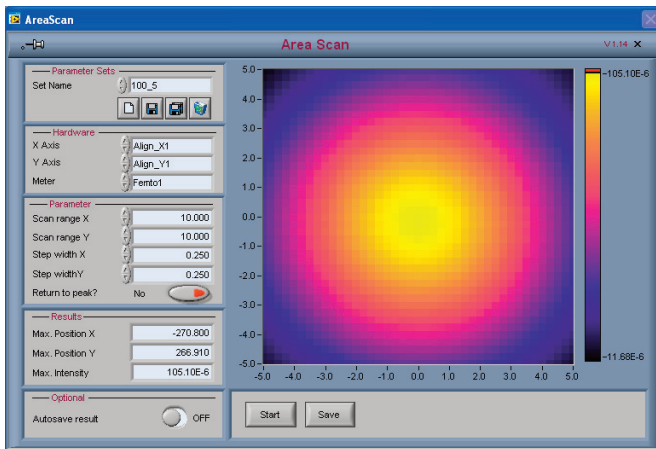 AreaScan
Area Scan
V1.14
Parameter Sets
Set Name 100_5
Hardware
X Axis Align_X1
Y Axis Align_Y1
Meter Femto1
Parameter
Scan range X 10.000
Scan range Y 10.000
Step width X 0.250
Step widthY 0.250
Return to peak? No
Results
Max. Position X -270.800
Max. Position Y 266.910
Max. Intensity 105.10E-6
Optional
Autosave result OFF
5.0
4.0
3.0
2.0
1.0
0.0
-1.0
-2.0
-3.0
-4.0
-5.0
-5.0 -4.0 -3.0 -2.0 -1.0 0.0 1.0 2.0 3.0 4.0 5.0
105.10E-6
11.68E-6
Start Save